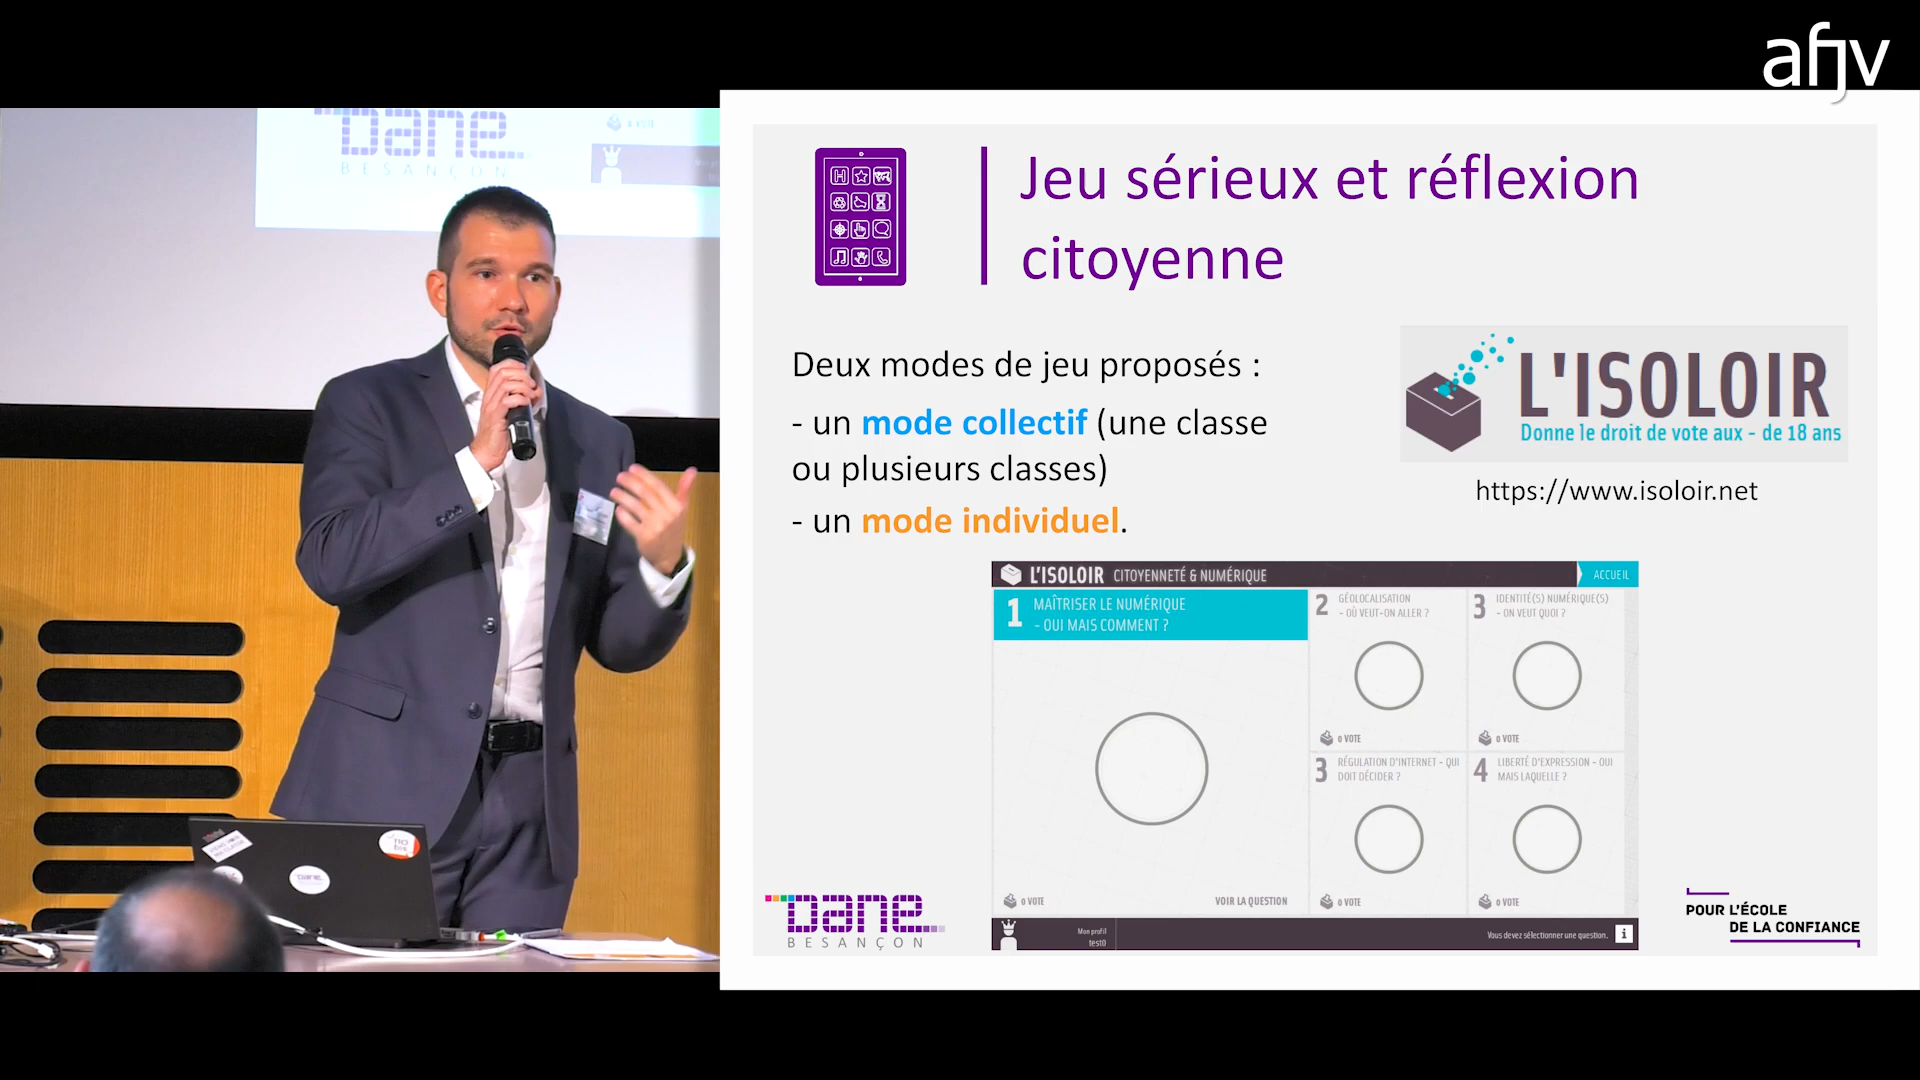 afjv
Dane
BESANÇON
Jeu sérieux et réflexion
citoyenne
Deux modes de jeu proposés :
- un mode collectif (une classe
ou plusieurs classes)
- un mode individuel.
L'ISOLOIR
Donne le droit de vote aux - de 18 ans
https://www.isoloir.net
L'ISOLOIR CITOYENNETÉ & NUMÉRIQUE
ACCUEIL
1 MAÎTRISER LE NUMÉRIQUE
- OUI MAIS COMMENT ?
2 GÉOLOCALISATION
- OÙ VEUT-ON ALLER ?
3 IDENTITÉ(S) NUMÉRIQUE(S)
- ON VEUT QUOI ?
0 VOTE
0 VOTE
3 RÉGULATION D'INTERNET - QUI
DOIT DÉCIDER ?
4 LIBERTÉ D'EXPRESSION - OUI
MAIS LAQUELLE ?
0 VOTE
VOIR LA QUESTION
0 VOTE
0 VOTE
Mon profil
test0
Vous devez sélectionner une question.
i
Dane
BESANÇON
POUR L'ÉCOLE
DE LA CONFIANCE